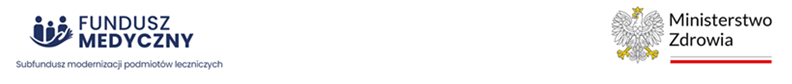 FUNDUSZ
MEDYCZNY
Subfundusz modernizacji podmiotów leczniczych
Ministerstwo
Zdrowia